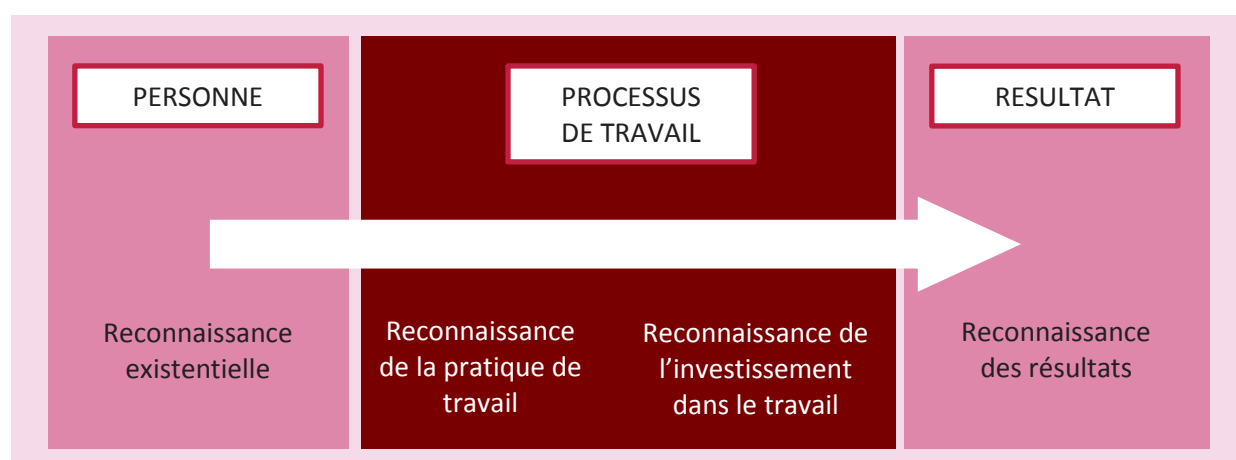 PERSONNE
PROCESSUS
DE TRAVAIL
RESULTAT
Reconnaissance
existentielle
Reconnaissance
de la pratique de
travail
Reconnaissance de
l’investissement
dans le travail
Reconnaissance
des résultats